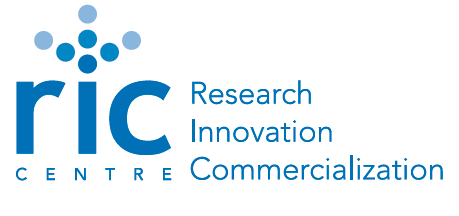 ric
CENTRE
Research
Innovation
Commercialization